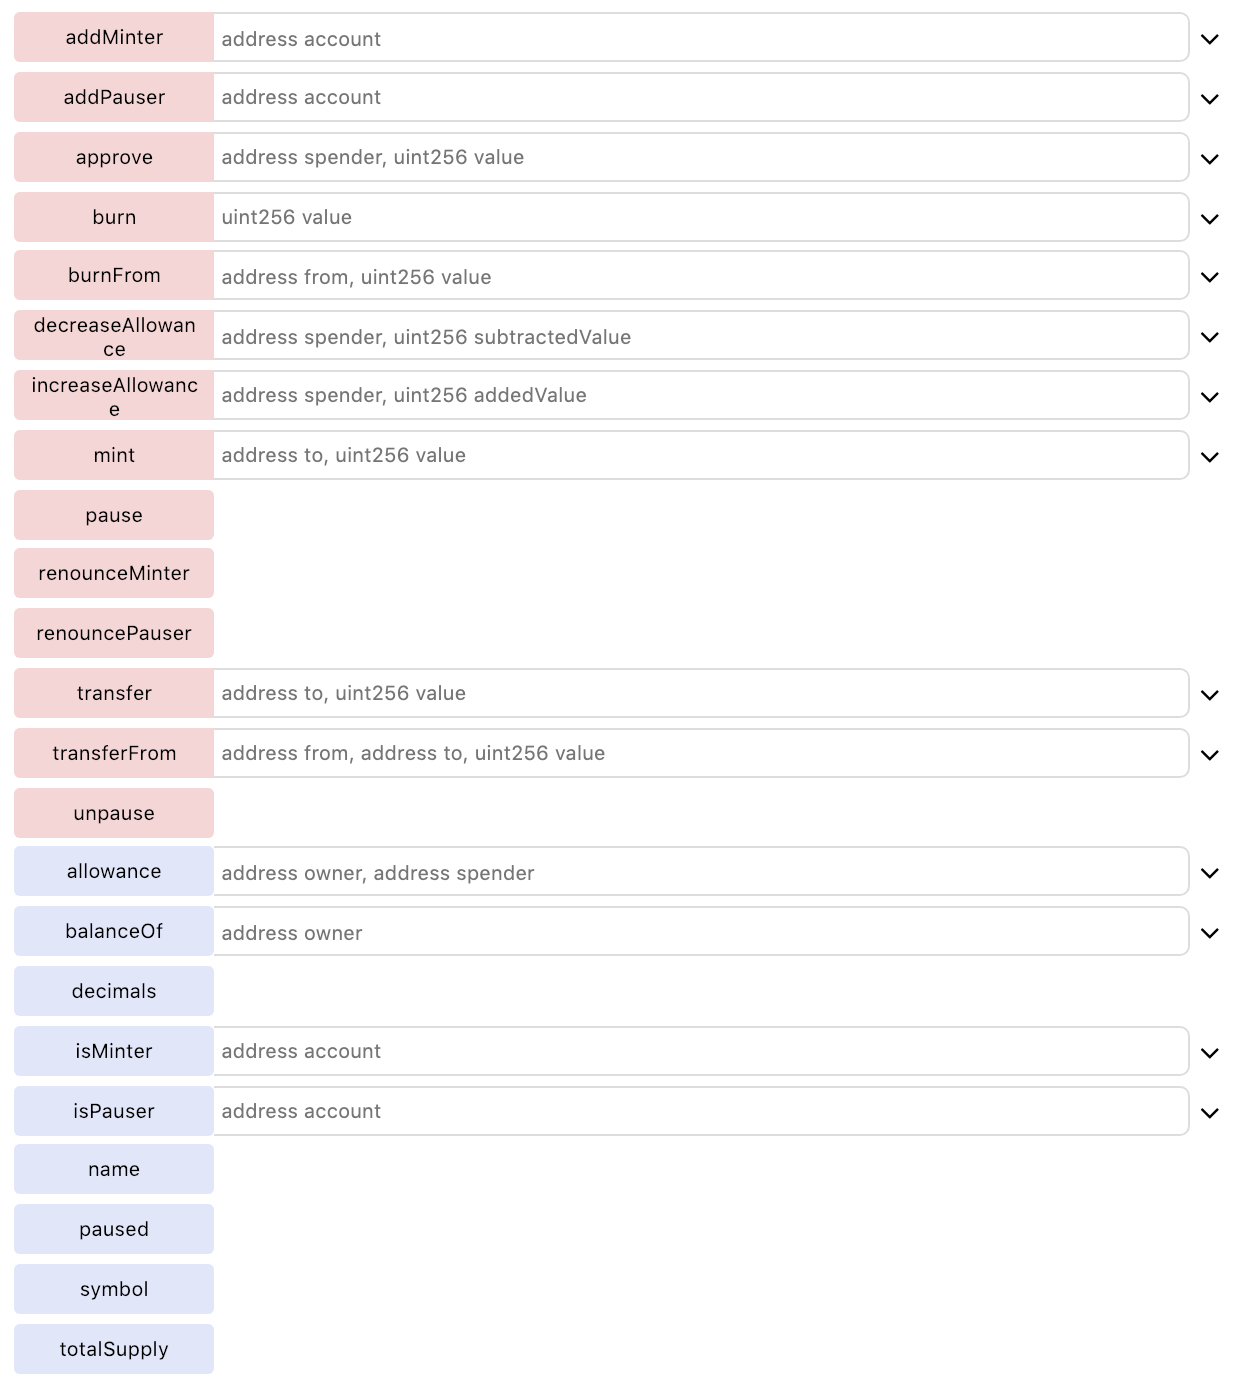 addMinter address account
addPauser address account
approve address spender, uint256 value
burn uint256 value
burnFrom address from, uint256 value
decreaseAllowan
ce address spender, uint256 subtractedValue
increaseAllowanc
e address spender, uint256 addedValue
mint address to, uint256 value
pause
renounceMinter
renouncePauser
transfer address to, uint256 value
transferFrom address from, address to, uint256 value
unpause
allowance address owner, address spender
balanceOf address owner
decimals
isMinter address account
isPauser address account
name
paused
symbol
totalSupply